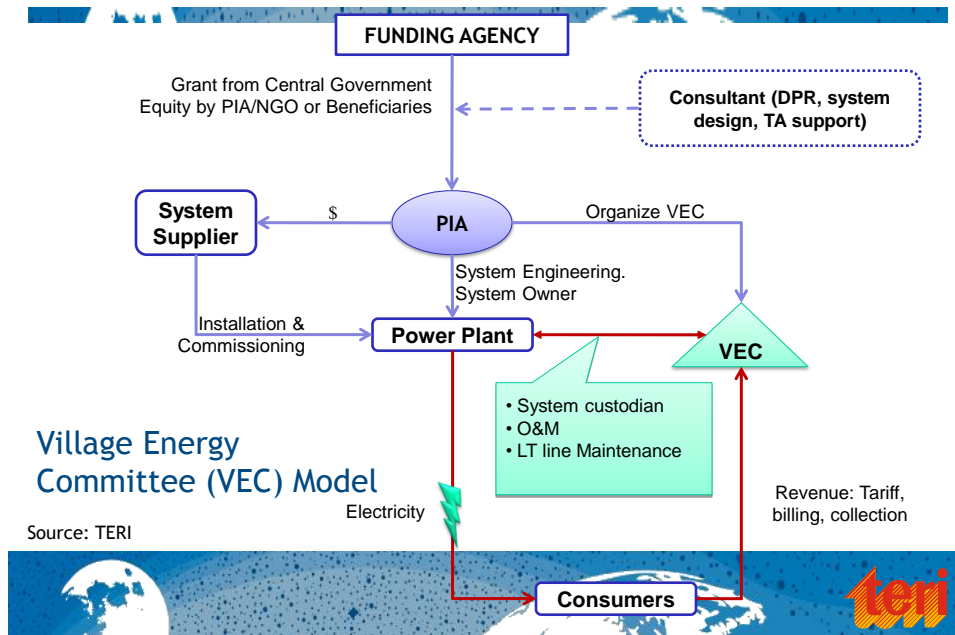 FUNDING AGENCY
Grant from Central Government
Equity by PIA/NGO or Beneficiaries
Consultant (DPR, system
design, TA support)
System
Supplier
$
PIA
Organize VEC
System Engineering.
System Owner
Installation &
Commissioning
Power Plant
VEC
• System custodian
• O&M
• LT line Maintenance
Village Energy
Committee (VEC) Model
Electricity
Revenue: Tariff,
billing, collection
Source: TERI
Consumers
teri